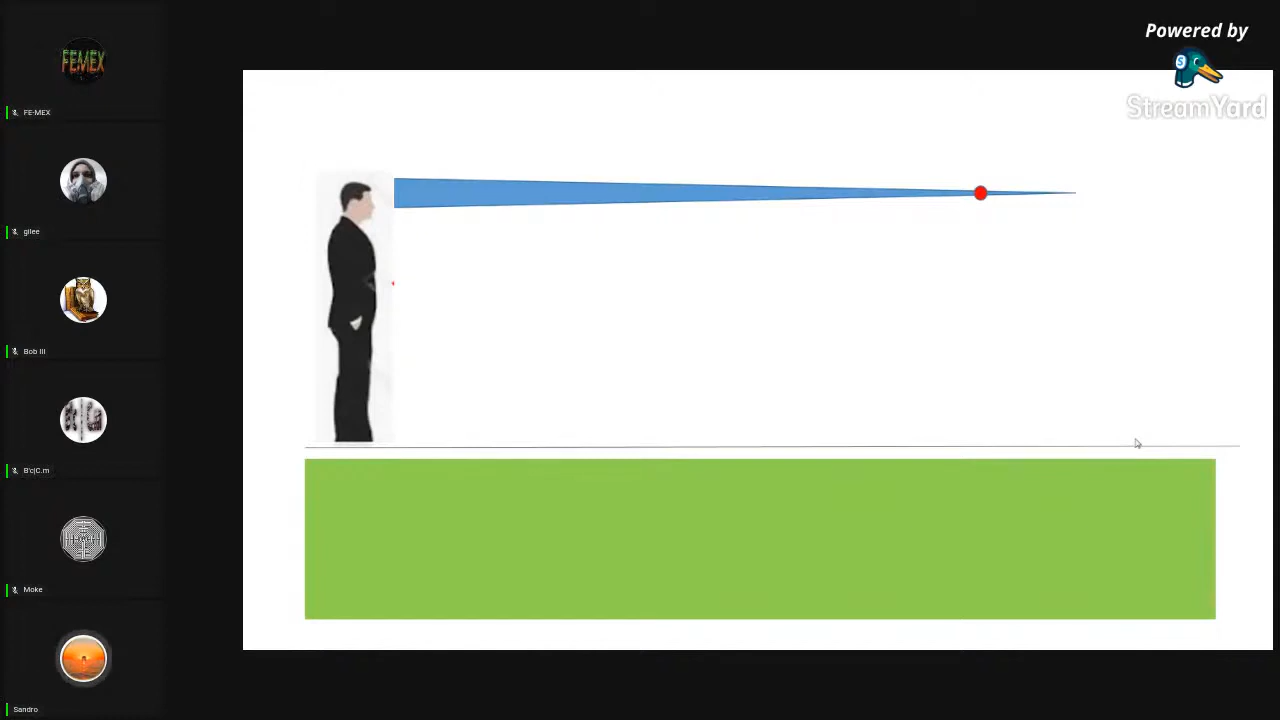 Powered by
StreamYard
FEMEX
FE-MEX
gilee
Bob III
B'c|C.m
Moke
Sandro